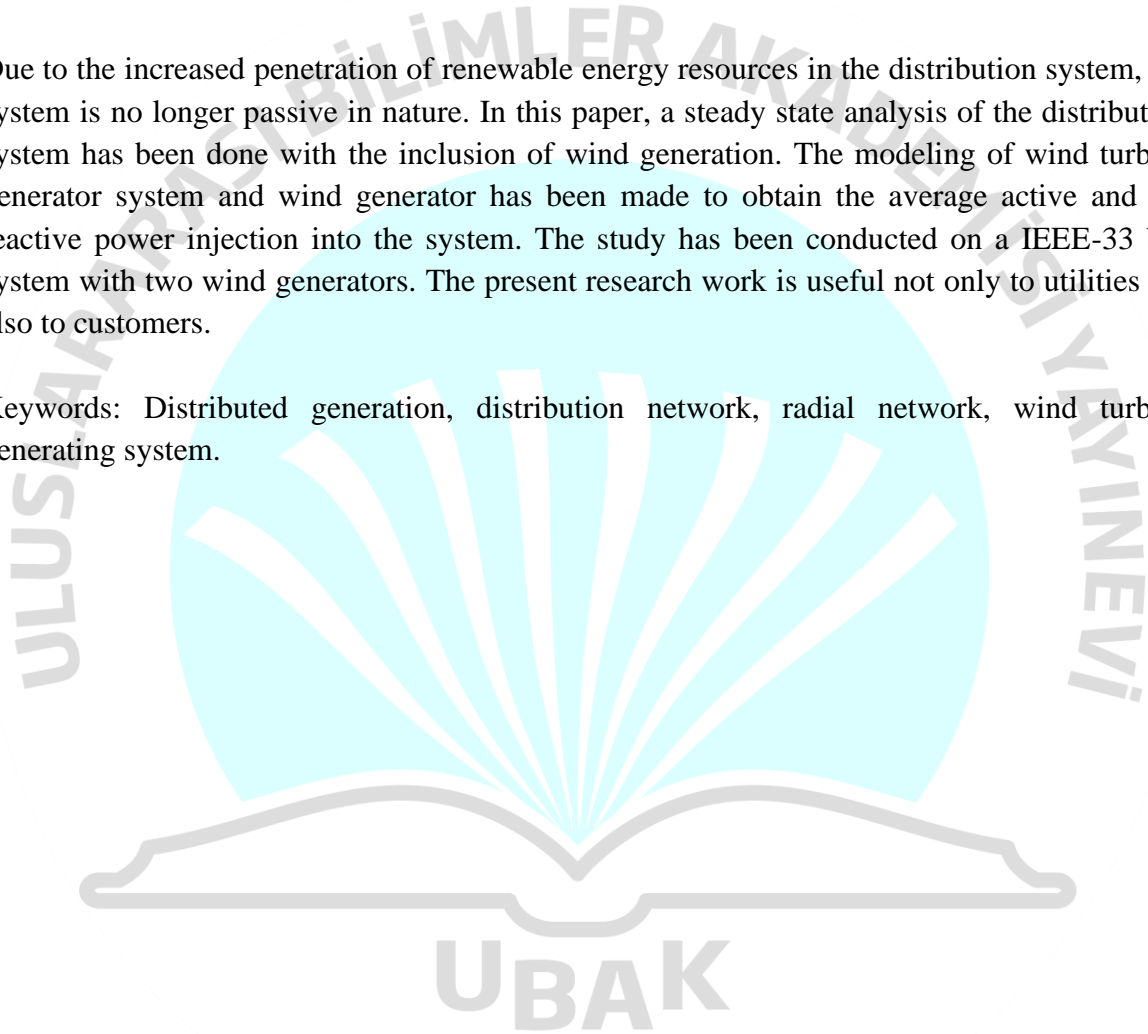 Due to the increased penetration of renewable energy resources in the distribution system,
ystem is no longer passive in nature. In this paper, a steady state analysis of the distribut
ystem has been done with the inclusion of wind generation. The modeling of wind turb
enerator system and wind generator has been made to obtain the average active and
eactive power injection into the system. The study has been conducted on a IEEE-33
ystem with two wind generators. The present research work is useful not only to utilities
lso to customers.
Keywords: Distributed generation, distribution network, radial network, wind turb
enerating system.
ULUSLARARASI BİLİMLER AKADEMİSİ YAYINEVİ
UBAK